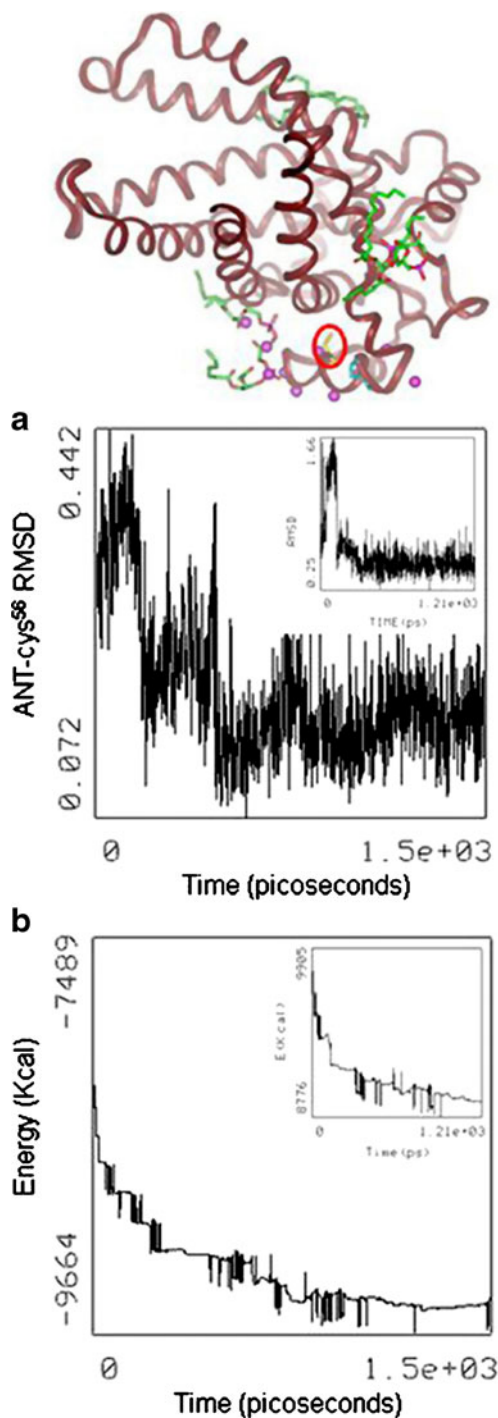 a
ANT-cys56 RMSD
0.442
0.072
0
1.5e+03
Time (picoseconds)
RMSD
1.66
0.25
0
1.21e+03
TIME(ps)
b
Energy (Kcal)
-7489
-9664
0
1.5e+03
Time (picoseconds)
E(Kcal)
9905
8776
0
1.21e+03
Time(ps)